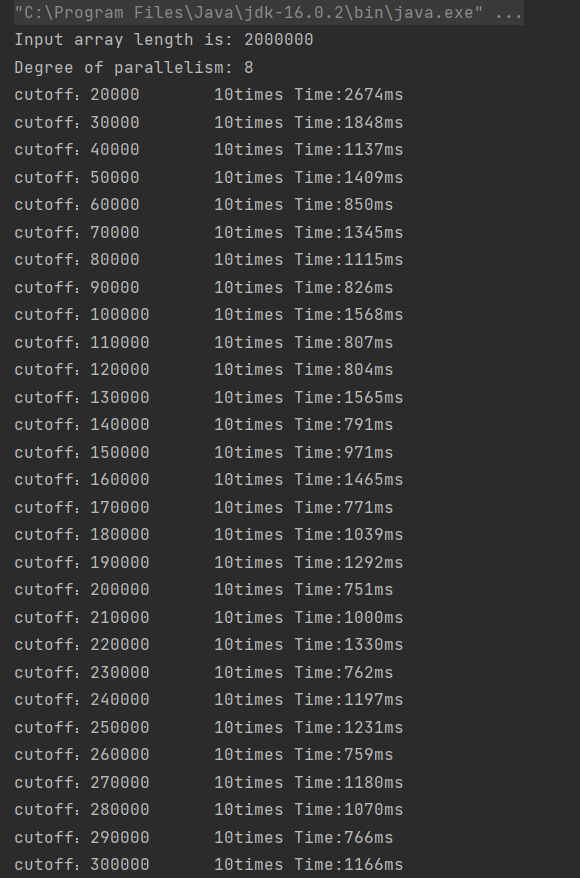 "C:\Program Files\Java\jdk-16.0.2\bin\java.exe" ...
Input array length is: 2000000
Degree of parallelism: 8
cutoff：20000 10times Time:2674ms
cutoff：30000 10times Time:1848ms
cutoff：40000 10times Time:1137ms
cutoff：50000 10times Time:1409ms
cutoff：60000 10times Time:850ms
cutoff：70000 10times Time:1345ms
cutoff：80000 10times Time:1115ms
cutoff：90000 10times Time:826ms
cutoff：100000 10times Time:1568ms
cutoff：110000 10times Time:807ms
cutoff：120000 10times Time:804ms
cutoff：130000 10times Time:1565ms
cutoff：140000 10times Time:791ms
cutoff：150000 10times Time:971ms
cutoff：160000 10times Time:1465ms
cutoff：170000 10times Time:771ms
cutoff：180000 10times Time:1039ms
cutoff：190000 10times Time:1292ms
cutoff：200000 10times Time:751ms
cutoff：210000 10times Time:1000ms
cutoff：220000 10times Time:1330ms
cutoff：230000 10times Time:762ms
cutoff：240000 10times Time:1197ms
cutoff：250000 10times Time:1231ms
cutoff：260000 10times Time:759ms
cutoff：270000 10times Time:1180ms
cutoff：280000 10times Time:1070ms
cutoff：290000 10times Time:766ms
cutoff：300000 10times Time:1166ms